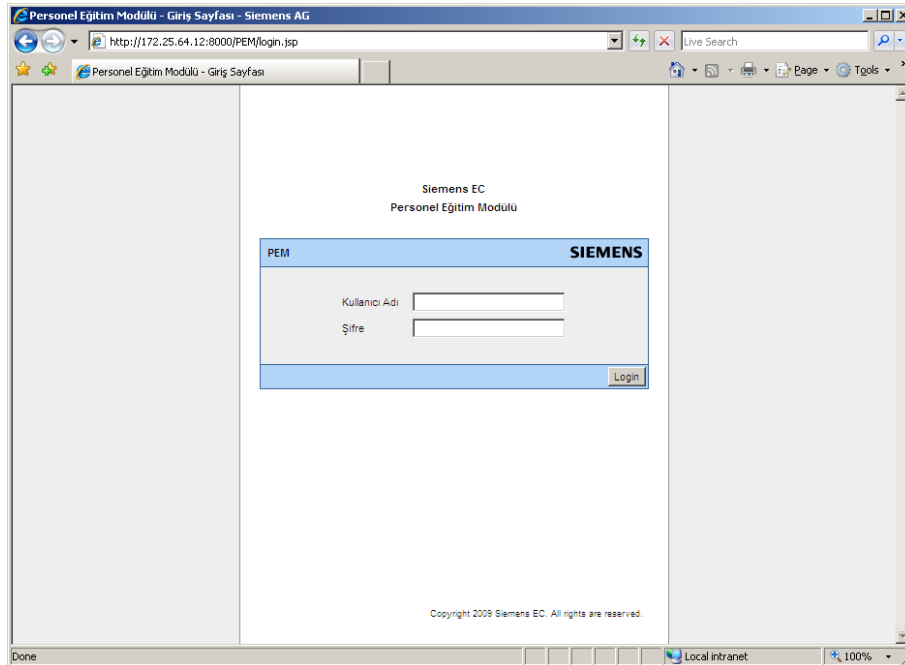 Personel Eğitim Modülü - Giriş Sayfası - Siemens AG
http://172.25.64.12:8000/PEM/login.jsp
Live Search
Personel Eğitim Modülü - Giriş Sayfası
Page
Tools
Siemens EC
Personel Eğitim Modülü
PEM
SIEMENS
Kullanıcı Adı
Şifre
Login
Copyright 2009 Siemens EC. All rights are reserved.
Done
Local intranet
100%